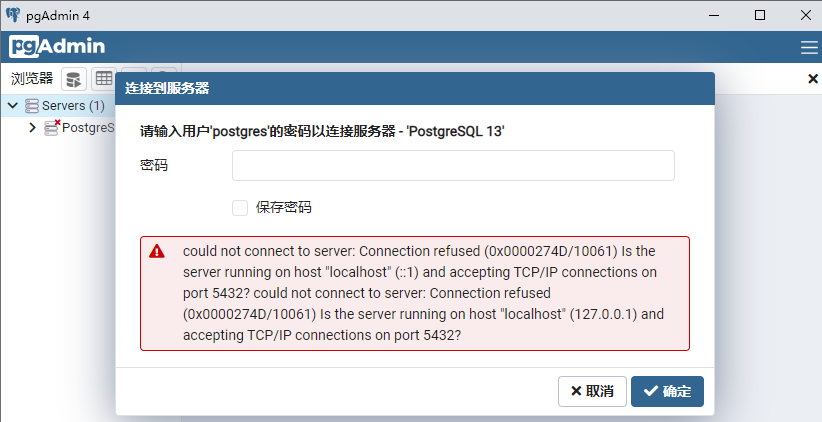 pgAdmin 4
pgAdmin
浏览器
Servers (1)
PostgreS
连接到服务器
请输入用户'postgres'的密码以连接服务器 - 'PostgreSQL 13'
密码
保存密码
could not connect to server: Connection refused (0x0000274D/10061) Is the
server running on host "localhost" (::1) and accepting TCP/IP connections on
port 5432? could not connect to server: Connection refused
(0x0000274D/10061) Is the server running on host "localhost" (127.0.0.1) and
accepting TCP/IP connections on port 5432?
取消
确定